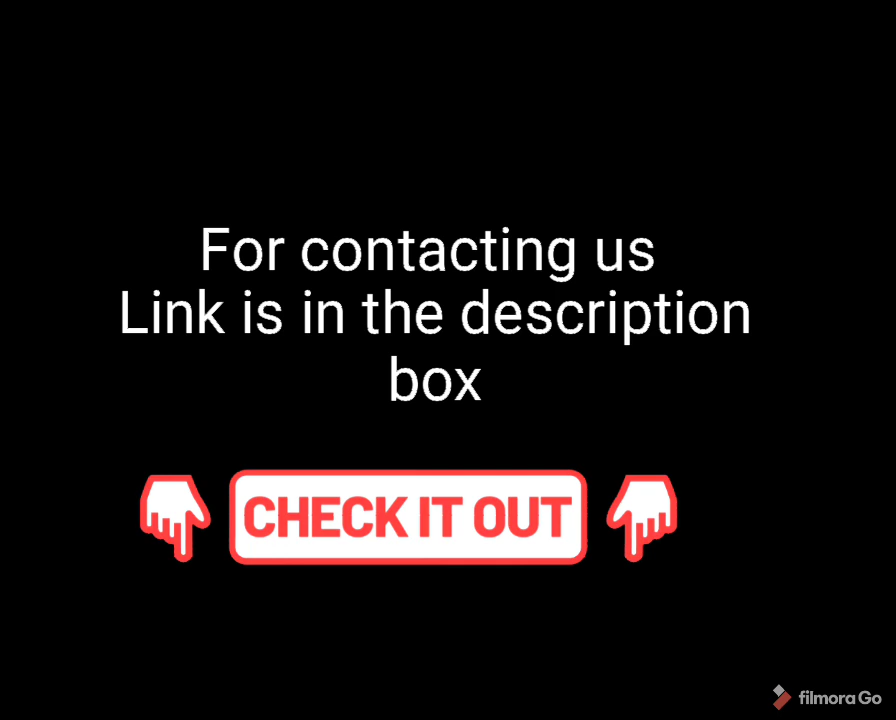 For contacting us
Link is in the description
box
CHECK IT OUT
filmora Go